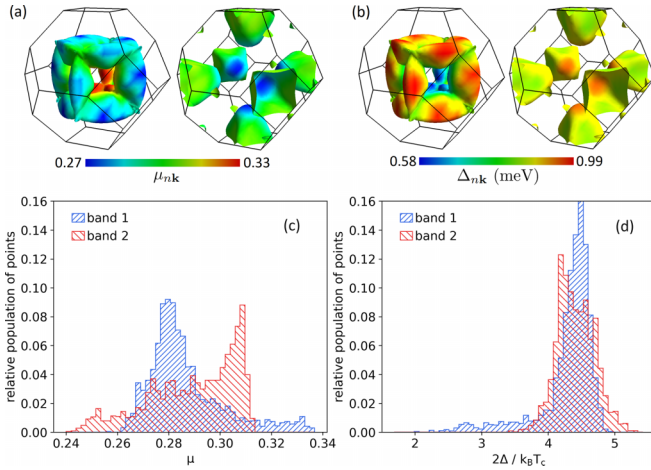 (a)
(b)
0.27 0.33
μnk
0.58 0.99
Δnk (meV)
relative population of points
0.16
0.14
0.12
0.10
0.08
0.06
0.04
0.02
0.00
band 1
band 2
(c)
0.24 0.26 0.28 0.30 0.32 0.34
μ
relative population of points
0.16
0.14
0.12
0.10
0.08
0.06
0.04
0.02
0.00
band 1
band 2
(d)
2 3 4 5
2Δ / kBTc